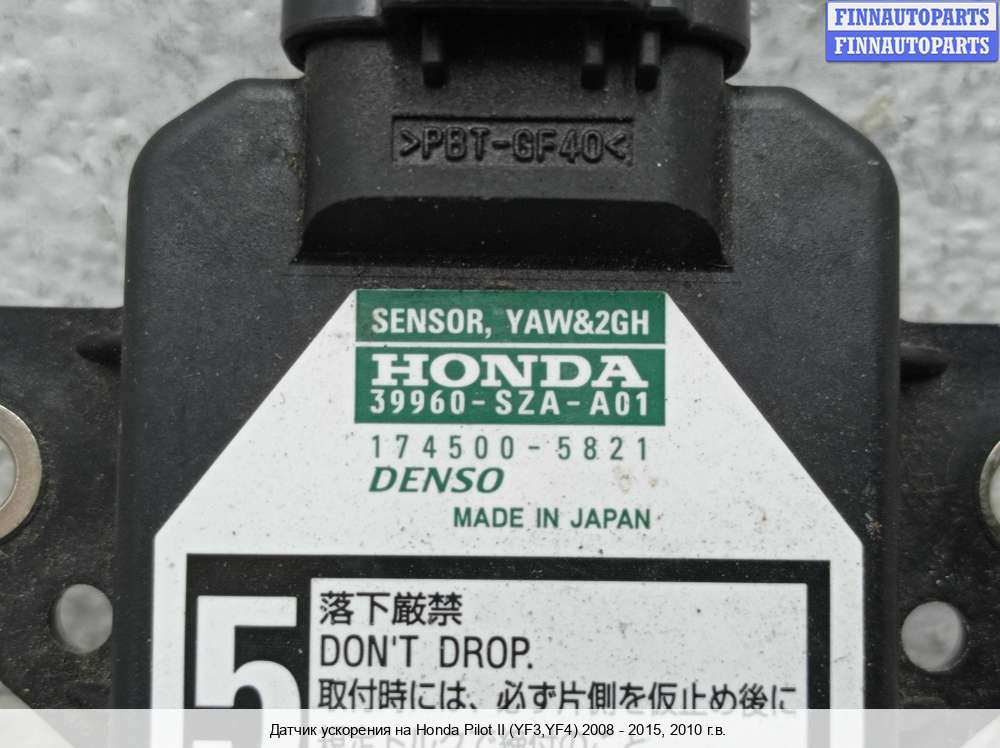 FINNAUTOPARTS
FINNAUTOPARTS
>PBT-GF40<
SENSOR, YAW&2GH
HONDA
39960-SZA-A01
174500-5821
DENSO
MADE IN JAPAN
5
落下厳禁
DON'T DROP.
取付時には、必ず片側を仮止め後に
Датчик ускорения на Honda Pilot II (YF3,YF4) 2008 - 2015, 2010 г.в.